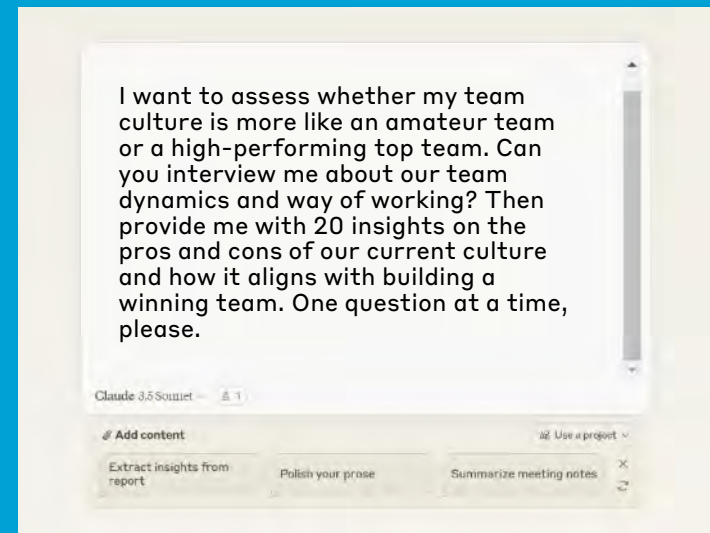 I want to assess whether my team
culture is more like an amateur team
or a high-performing top team. Can
you interview me about our team
dynamics and way of working? Then
provide me with 20 insights on the
pros and cons of our current culture
and how it aligns with building a
winning team. One question at a time,
please.
Claude 3.5 Sonnet
1
Add content
Use a project
Extract insights from
report
Polish your prose
Summarize meeting notes